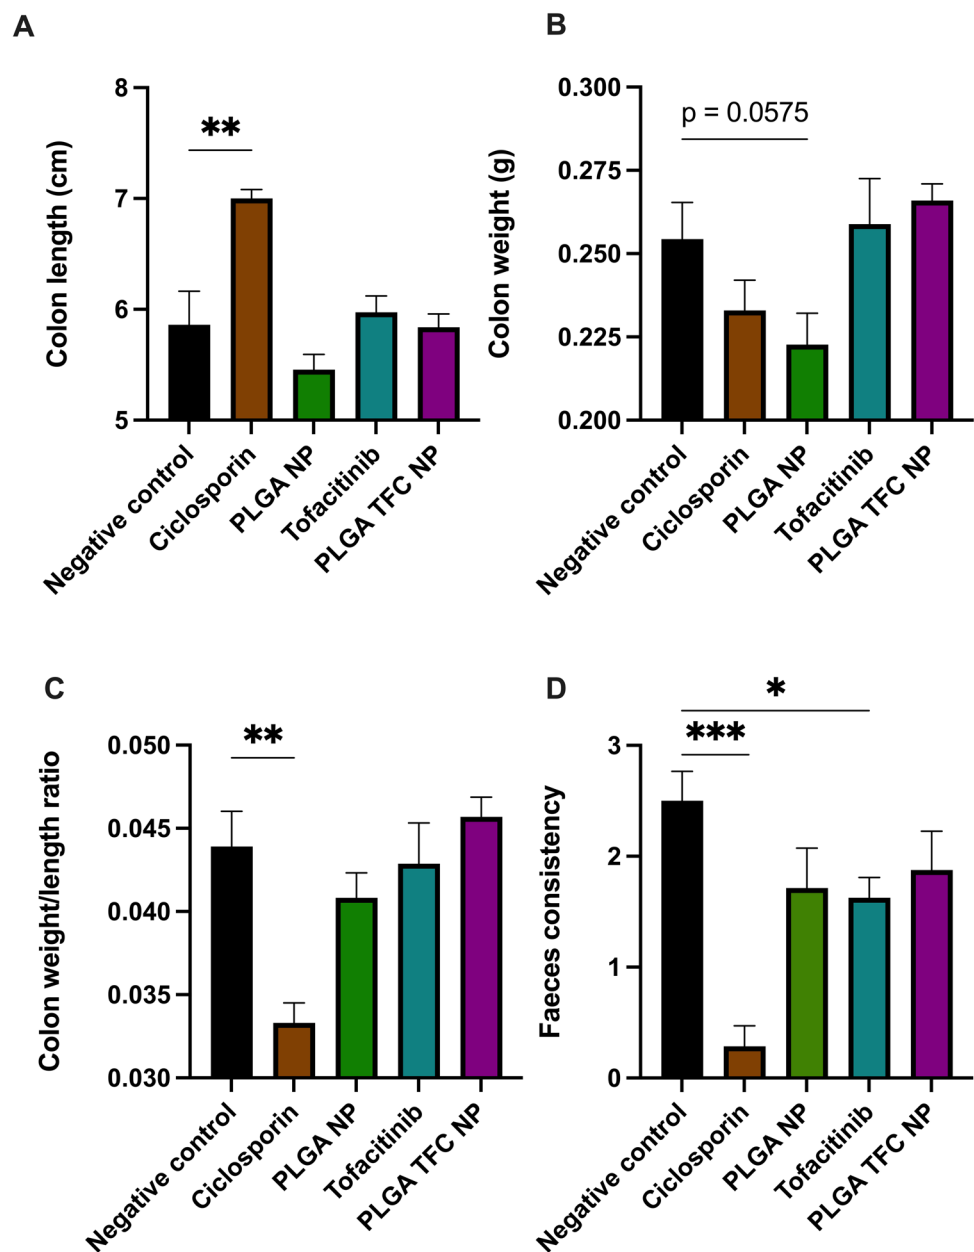 A
Colon length (cm)
8
7
6
5
**
Negative control
Ciclosporin
PLGA NP
Tofacitinib
PLGA TFC NP
B
Colon weight (g)
0.300
0.275
0.250
0.225
0.200
p = 0.0575
Negative control
Ciclosporin
PLGA NP
Tofacitinib
PLGA TFC NP
C
Colon weight/length ratio
0.050
0.045
0.040
0.035
0.030
**
Negative control
Ciclosporin
PLGA NP
Tofacitinib
PLGA TFC NP
D
Faeces consistency
3
2
1
0
*
***
Negative control
Ciclosporin
PLGA NP
Tofacitinib
PLGA TFC NP